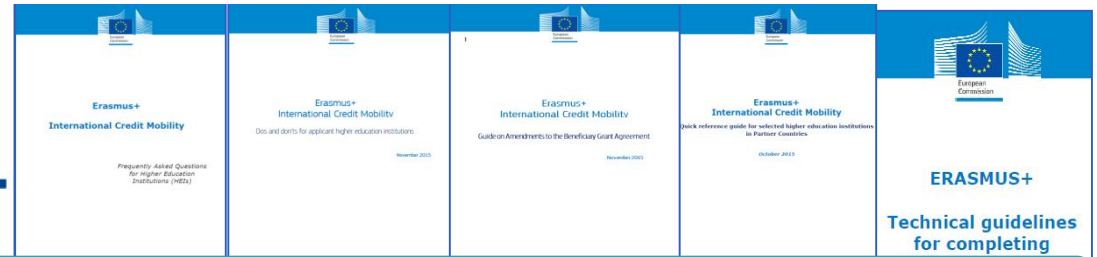 European
Commission
Erasmus+
International Credit Mobility
Frequently Asked Questions
for Higher Education
Institutions (HEIs)
European
Commission
Erasmus+
International Credit Mobility
Dos and don'ts for applicant higher education institutions
November 2015
European
Commission
Erasmus+
International Credit Mobility
Guide on Amendments to the Beneficiary Grant Agreement
November 2015
European
Commission
Erasmus+
International Credit Mobility
Quick reference guide for selected higher education institutions
in Partner Countries
October 2015
European
Commission
ERASMUS+
Technical guidelines
for completing